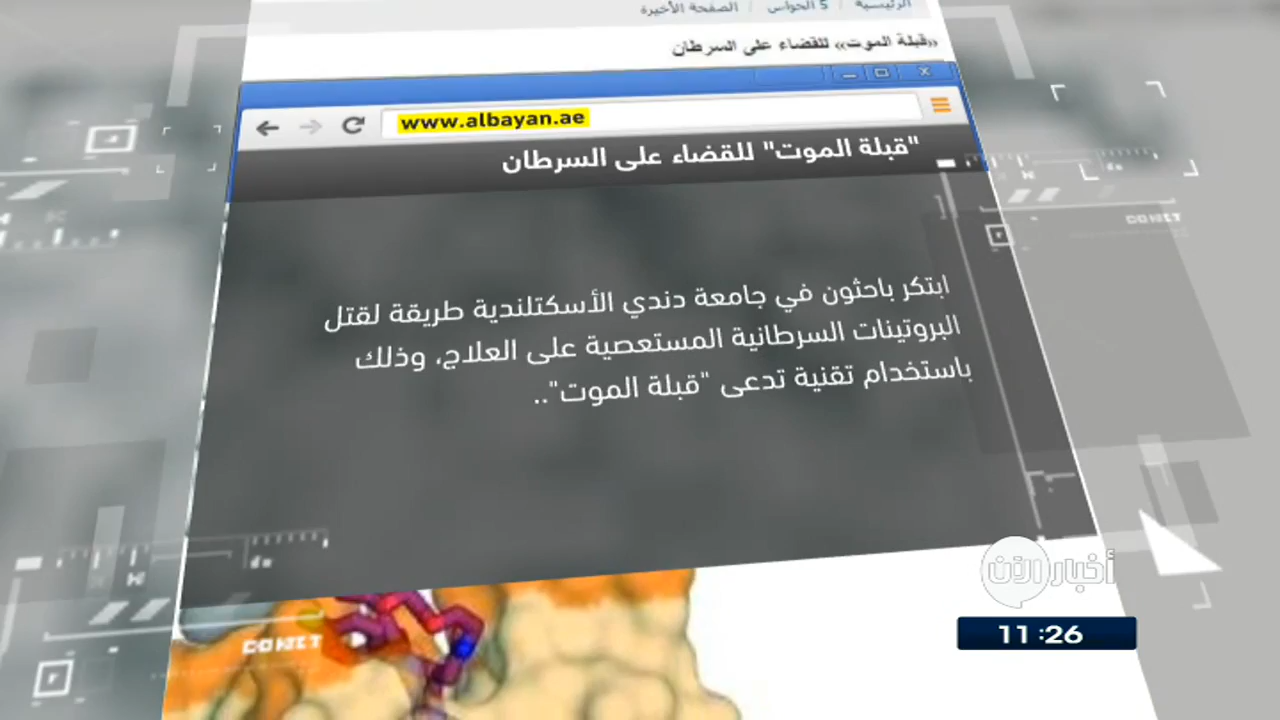 الرئيسية / 5 الحواس / الصفحة الأخيرة
«قبلة الموت» للقضاء على السرطان
www.albayan.ae
"قبلة الموت" للقضاء على السرطان
ابتكر باحثون في جامعة دندي الأسكتلندية طريقة لقتل
البروتينات السرطانية المستعصية على العلاج، وذلك
باستخدام تقنية تدعى "قبلة الموت"..
أخبار الآن
11:26